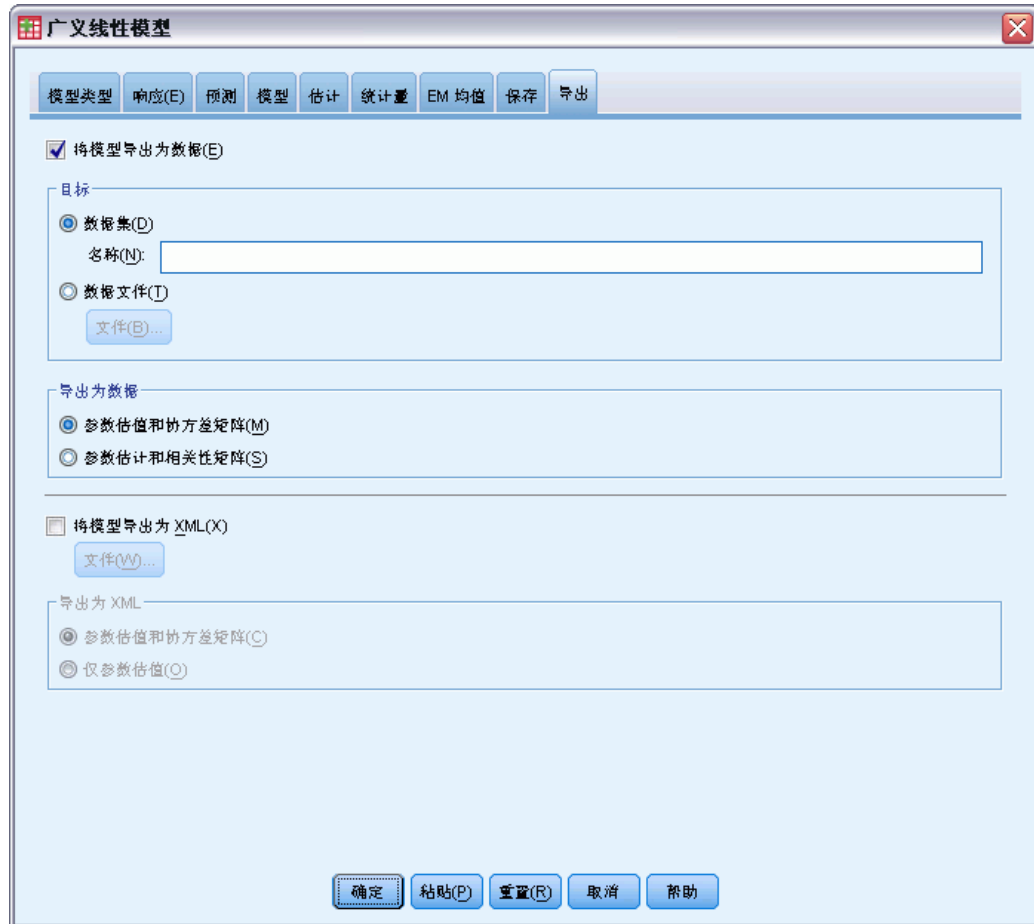 广义线性模型
模型类型 响应(E) 预测 模型 估计 统计量 EM 均值 保存 导出
将模型导出为数据(E)
目标
数据集(D)
名称(N):
数据文件(T)
文件(B)...
导出为数据
参数估值和协方差矩阵(M)
参数估计和相关性矩阵(S)
将模型导出为 XML(X)
文件(W)...
导出为 XML
参数估值和协方差矩阵(C)
仅参数估值(O)
确定 粘贴(P) 重置(R) 取消 帮助